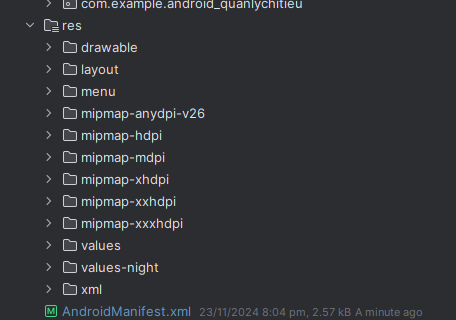 com.example.android_quanlychitieu
res
drawable
layout
menu
mipmap-anydpi-v26
mipmap-hdpi
mipmap-mdpi
mipmap-xhdpi
mipmap-xxhdpi
mipmap-xxxhdpi
values
values-night
xml
M AndroidManifest.xml 23/11/2024 8:04 pm, 2.57 kB A minute ago